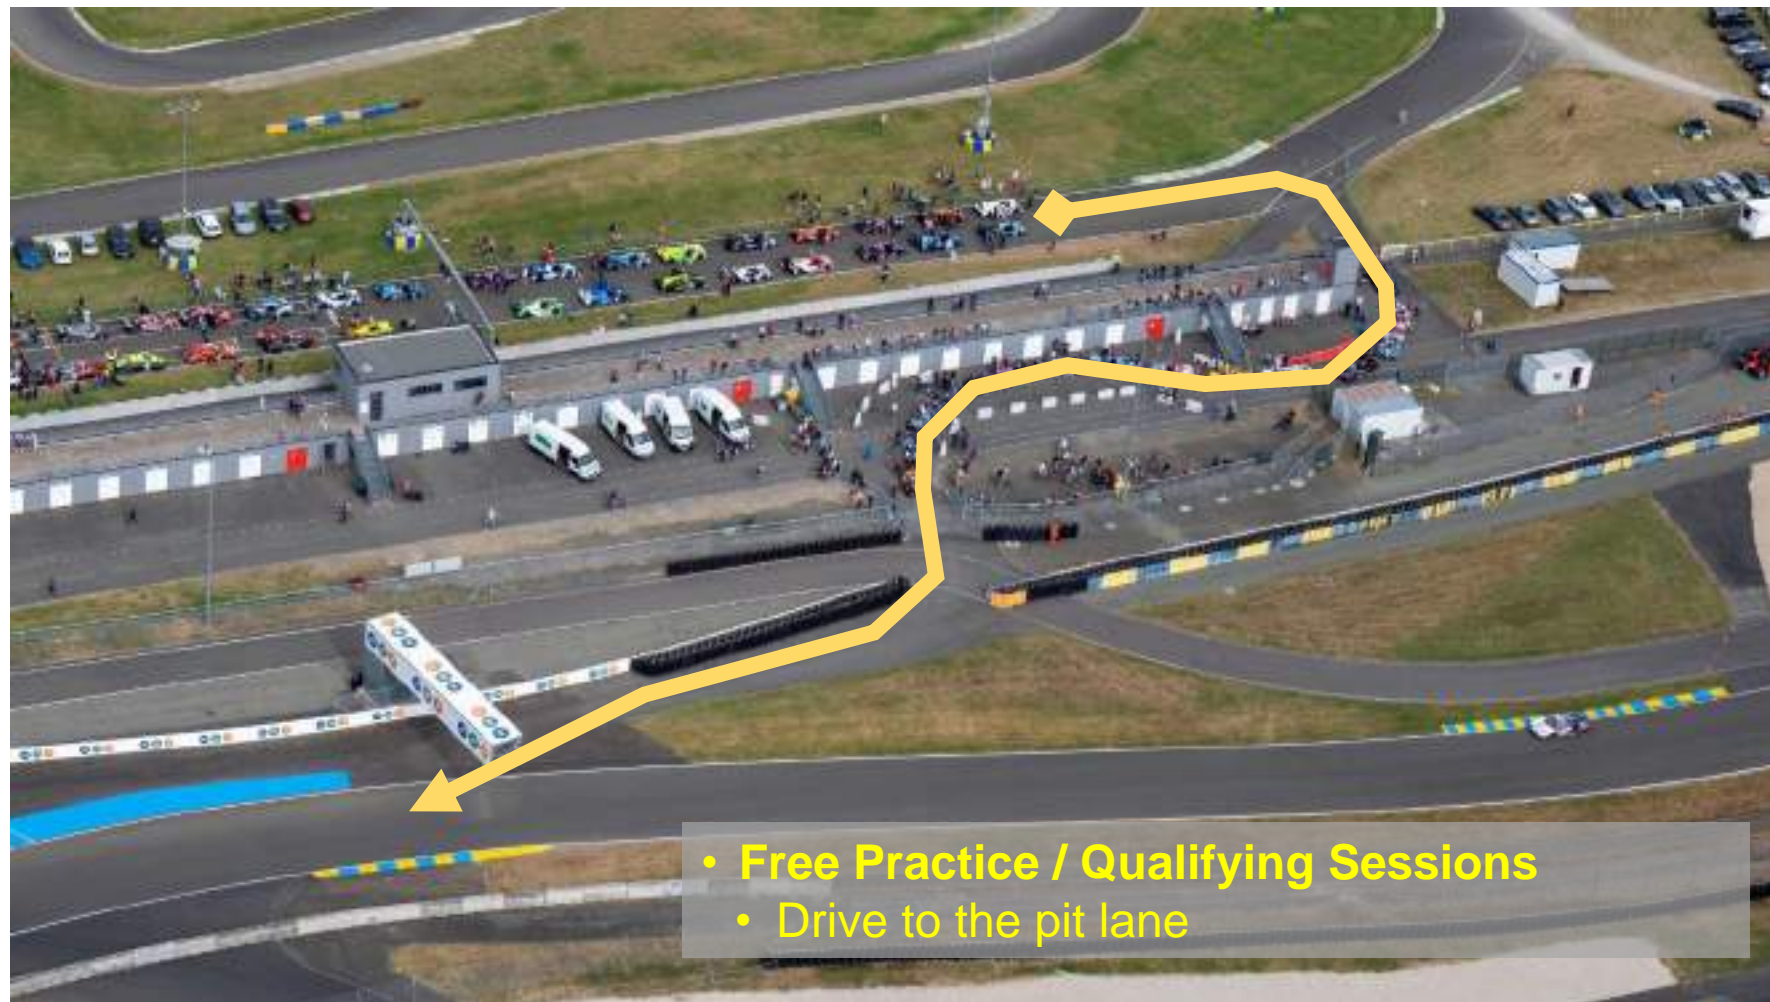 • Free Practice / Qualifying Sessions
• Drive to the pit lane